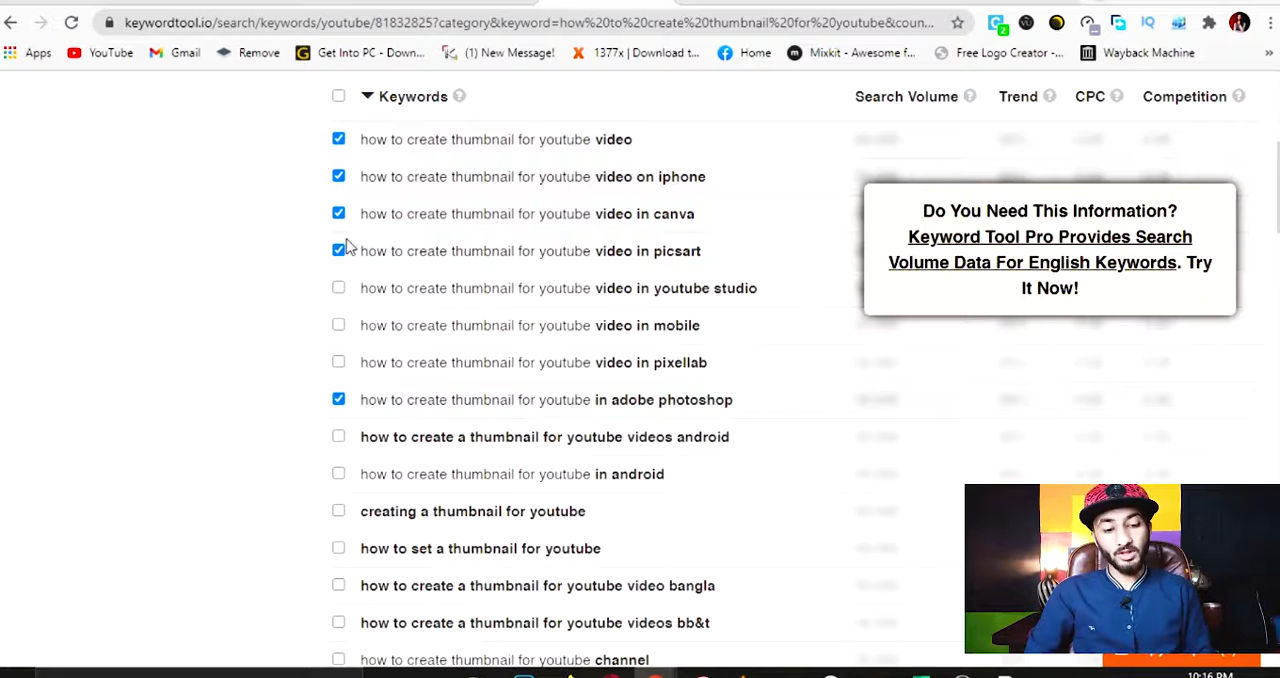 keywordtool.io/search/keywords/youtube/81832825?category&keyword=how%20to%20create%20thumbnail%20for%20youtube&coun...
Apps YouTube Gmail Remove Get Into PC - Down... (1) New Message! 1377x | Download t... Home Mixkit - Awesome f... Free Logo Creator -... Wayback Machine »
Keywords Search Volume Trend CPC Competition
how to create thumbnail for youtube video
how to create thumbnail for youtube video on iphone
how to create thumbnail for youtube video in canva
how to create thumbnail for youtube video in picsart
how to create thumbnail for youtube video in youtube studio
how to create thumbnail for youtube video in mobile
how to create thumbnail for youtube video in pixellab
how to create thumbnail for youtube in adobe photoshop
how to create a thumbnail for youtube videos android
how to create thumbnail for youtube in android
creating a thumbnail for youtube
how to set a thumbnail for youtube
how to create a thumbnail for youtube video bangla
how to create a thumbnail for youtube videos bb&t
how to create thumbnail for youtube channel
Do You Need This Information?
Keyword Tool Pro Provides Search
Volume Data For English Keywords. Try
It Now!
10:16 PM